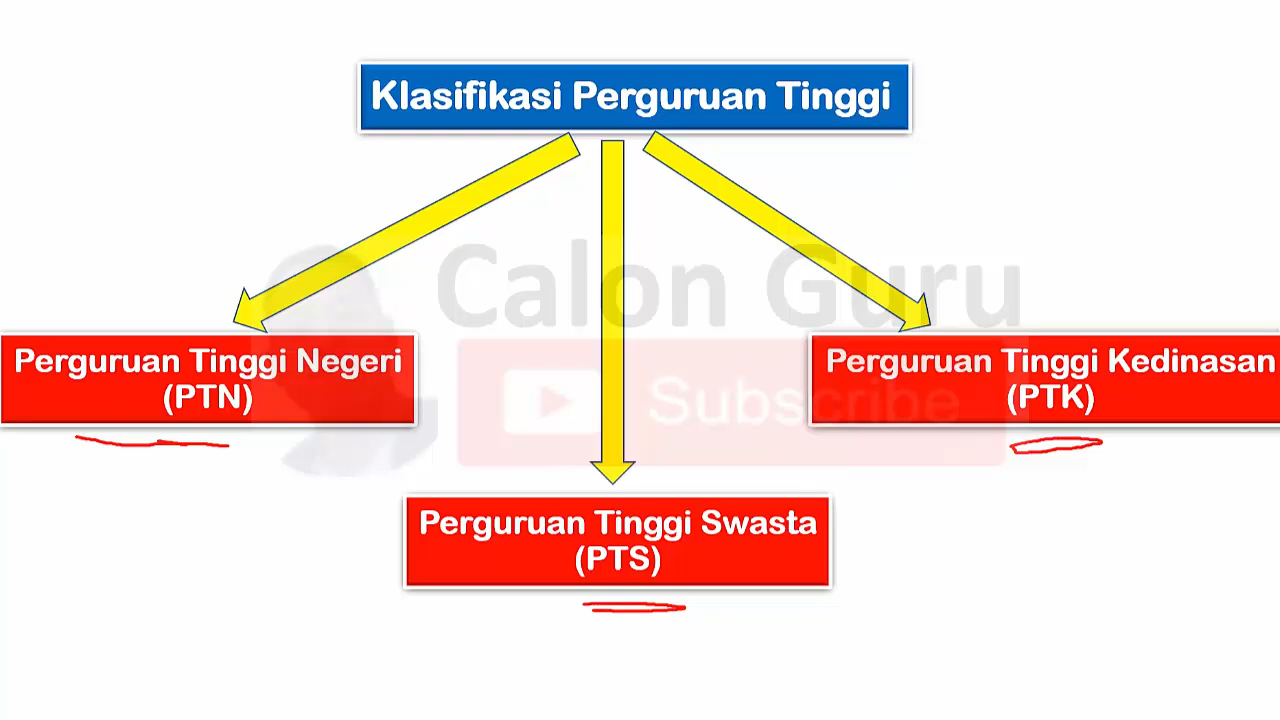 Klasifikasi Perguruan Tinggi
Calon Guru
Perguruan Tinggi Negeri
(PTN)
Subscribe
Perguruan Tinggi Kedinasan
(PTK)
Perguruan Tinggi Swasta
(PTS)